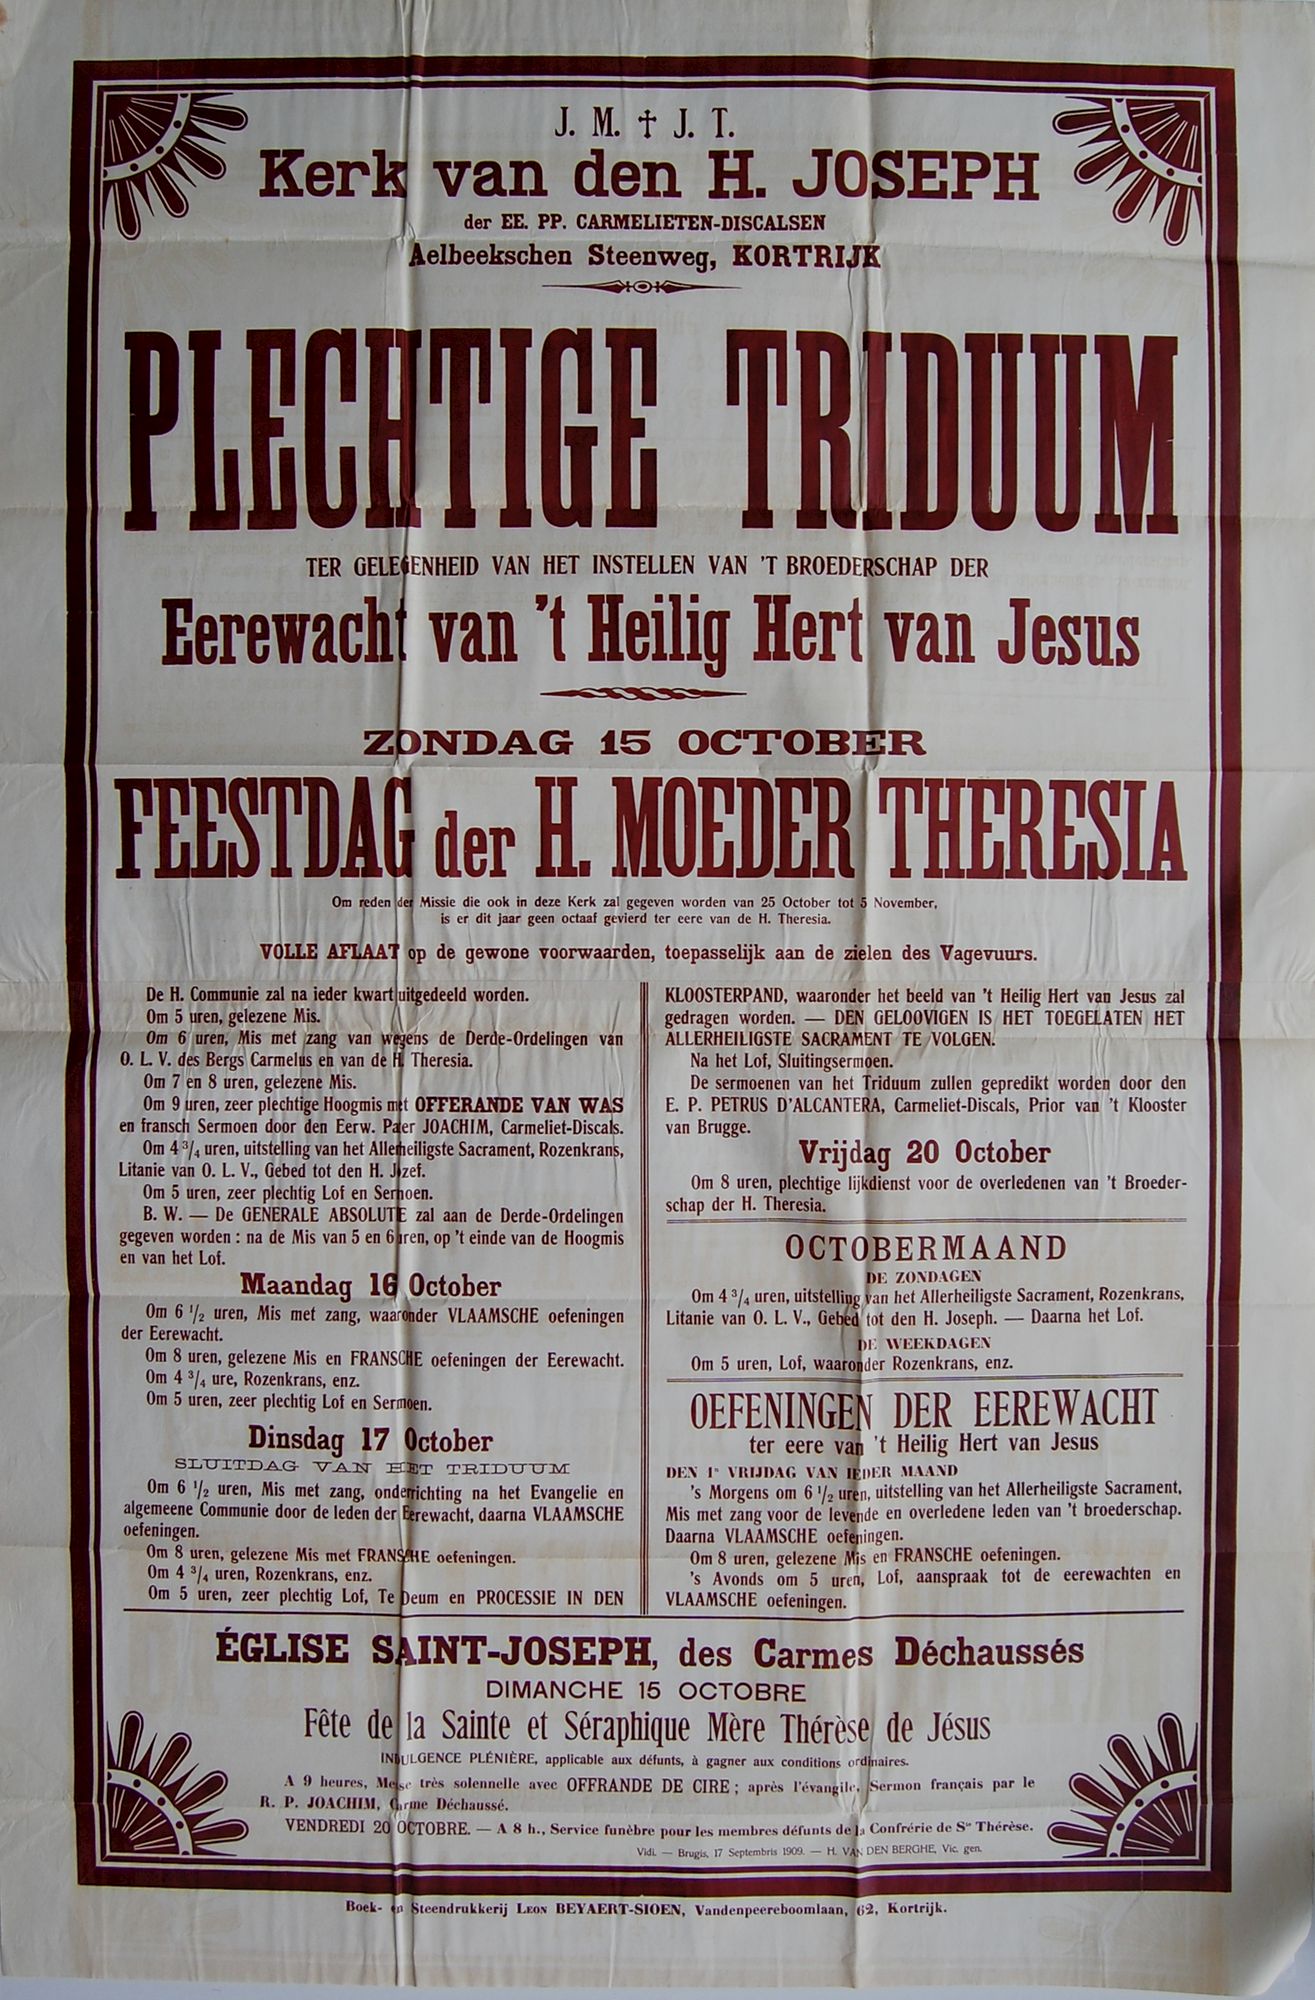 J. M. † J. T.
Kerk van den H. JOSEPH
der EE. PP. CARMELIETEN-DISCALSEN
Aelbeekschen Steenweg, KORTRIJK
PLECHTIGE TRIDUUM
TER GELEGENHEID VAN HET INSTELLEN VAN 'T BROEDERSCHAP DER
Eerewacht van 't Heilig Hert van Jesus
ZONDAG 15 OCTOBER
FEESTDAG der H. MOEDER THERESIA
Om reden der Missie die ook in deze Kerk zal gegeven worden van 25 October tot 5 November,
is er dit jaar geen octaaf gevierd ter eere van de H. Theresia.
VOLLE AFLAAT op de gewone voorwaarden, toepasselijk aan de zielen des Vagevuurs.
De H. Communie zal na ieder kwart uitgedeeld worden.
Om 5 uren, gelezene Mis.
Om 6 uren, Mis met zang van wegens de Derde-Ordelingen van
O. L. V. des Bergs Carmelus en van de H. Theresia.
Om 7 en 8 uren, gelezene Mis.
Om 9 uren, zeer plechtige Hoogmis met OFFERANDE VAN WAS
en fransch Sermoen door den Eerw. Pater JOACHIM, Carmeliet-Discals.
Om 4 3/4 uren, uitstelling van het Allerheiligste Sacrament, Rozenkrans,
Litanie van O. L. V., Gebed tot den H. Jozef.
Om 5 uren, zeer plechtig Lof en Sermoen.
B. W. — De GENERALE ABSOLUTE zal aan de Derde-Ordelingen
gegeven worden : na de Mis van 5 en 6 uren, op 't einde van de Hoogmis
en van het Lof.
Maandag 16 October
Om 6 1/2 uren, Mis met zang, waaronder VLAAMSCHE oefeningen
der Eerewacht.
Om 8 uren, gelezene Mis en FRANSCHE oefeningen der Eerewacht.
Om 4 3/4 ure, Rozenkrans, enz.
Om 5 uren, zeer plechtig Lof en Sermoen.
Dinsdag 17 October
SLUITDAG VAN HET TRIDUUM
Om 6 1/2 uren, Mis met zang, onderrichting na het Evangelie en
algemeene Communie door de leden der Eerewacht, daarna VLAAMSCHE
oefeningen.
Om 8 uren, gelezene Mis met FRANSCHE oefeningen.
Om 4 3/4 uren, Rozenkrans, enz.
Om 5 uren, zeer plechtig Lof, Te Deum en PROCESSIE IN DEN
KLOOSTERPAND, waaronder het beeld van 't Heilig Hert van Jesus zal
gedragen worden. — DEN GELOOVIGEN IS HET TOEGELATEN HET
ALLERHEILIGSTE SACRAMENT TE VOLGEN.
Na het Lof, Sluitingsermoen.
De sermoenen van het Triduum zullen gepredikt worden door den
E. P. PETRUS D'ALCANTERA, Carmeliet-Discals, Prior van 't Klooster
van Brugge.
Vrijdag 20 October
Om 8 uren, plechtige lijkdienst voor de overledenen van 't Broeder-
schap der H. Theresia.
OCTOBERMAAND
DE ZONDAGEN
Om 4 3/4 uren, uitstelling van het Allerheiligste Sacrament, Rozenkrans,
Litanie van O. L. V., Gebed tot den H. Joseph. — Daarna het Lof.
DE WEEKDAGEN
Om 5 uren, Lof, waaronder Rozenkrans, enz.
OEFENINGEN DER EEREWACHT
ter eere van 't Heilig Hert van Jesus
DEN 1n VRIJDAG VAN IEDER MAAND
's Morgens om 6 1/2 uren, uitstelling van het Allerheiligste Sacrament,
Mis met zang voor de levende en overledene leden van 't broederschap.
Daarna VLAAMSCHE oefeningen.
Om 8 uren, gelezene Mis en FRANSCHE oefeningen.
's Avonds om 5 uren, Lof, aanspraak tot de eerewachten en
VLAAMSCHE oefeningen.
ÉGLISE SAINT-JOSEPH, des Carmes Déchaussés
DIMANCHE 15 OCTOBRE
Fête de la Sainte et Séraphique Mère Thérèse de Jésus
INDULGENCE PLÉNIÈRE, applicable aux défunts, à gagner aux conditions ordinaires.
A 9 heures, Messe très solennelle avec OFFRANDE DE CIRE ; après l'évangile, Sermon français par le
R. P. JOACHIM, Carme Déchaussé.
VENDREDI 20 OCTOBRE. — A 8 h., Service funèbre pour les membres défunts de la Confrérie de Ste Thérèse.
Vidi. — Brugis, 17 Septembris 1909. — H. VAN DEN BERGHE, Vic. gen.
Boek- en Steendrukkerij LEON BEYAERT-SIOEN, Vandenpeereboomlaan, 62, Kortrijk.